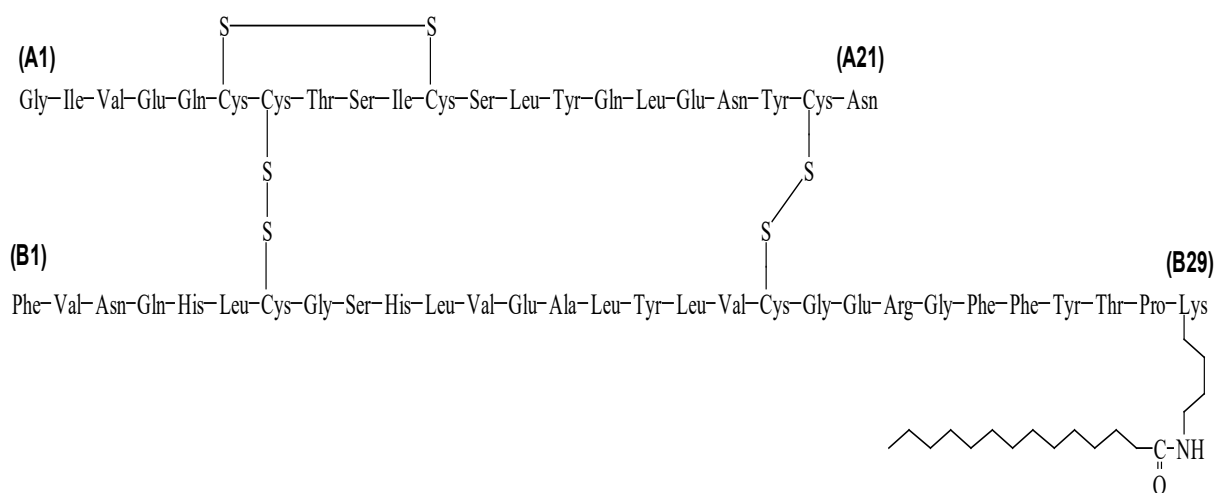 S S
(A1) (A21)
Gly-Ile-Val-Glu-Gln-Cys-Cys-Thr-Ser-Ile-Cys-Ser-Leu-Tyr-Gln-Leu-Glu-Asn-Tyr-Cys-Asn
S S
S S
(B1) (B29)
Phe-Val-Asn-Gln-His-Leu-Cys-Gly-Ser-His-Leu-Val-Glu-Ala-Leu-Tyr-Leu-Val-Cys-Gly-Glu-Arg-Gly-Phe-Phe-Tyr-Thr-Pro-Lys
C-NH
O